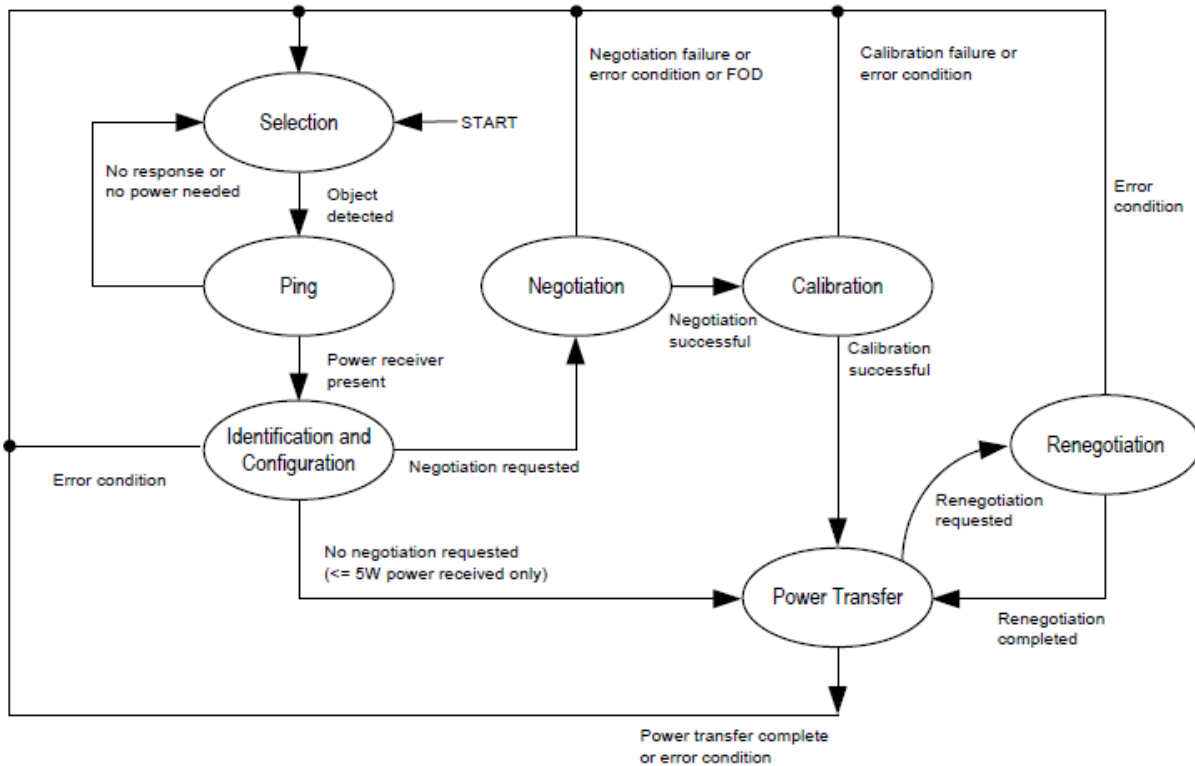 Negotiation failure or
error condition or FOD
Calibration failure or
error condition
Selection
START
No response or
no power needed
Object
detected
Error
condition
Ping
Negotiation
Calibration
Negotiation
successful
Calibration
successful
Power receiver
present
Identification and
Configuration
Error condition
Negotiation requested
Renegotiation
Renegotiation
requested
No negotiation requested
(<= 5W power received only)
Power Transfer
Renegotiation
completed
Power transfer complete
or error condition